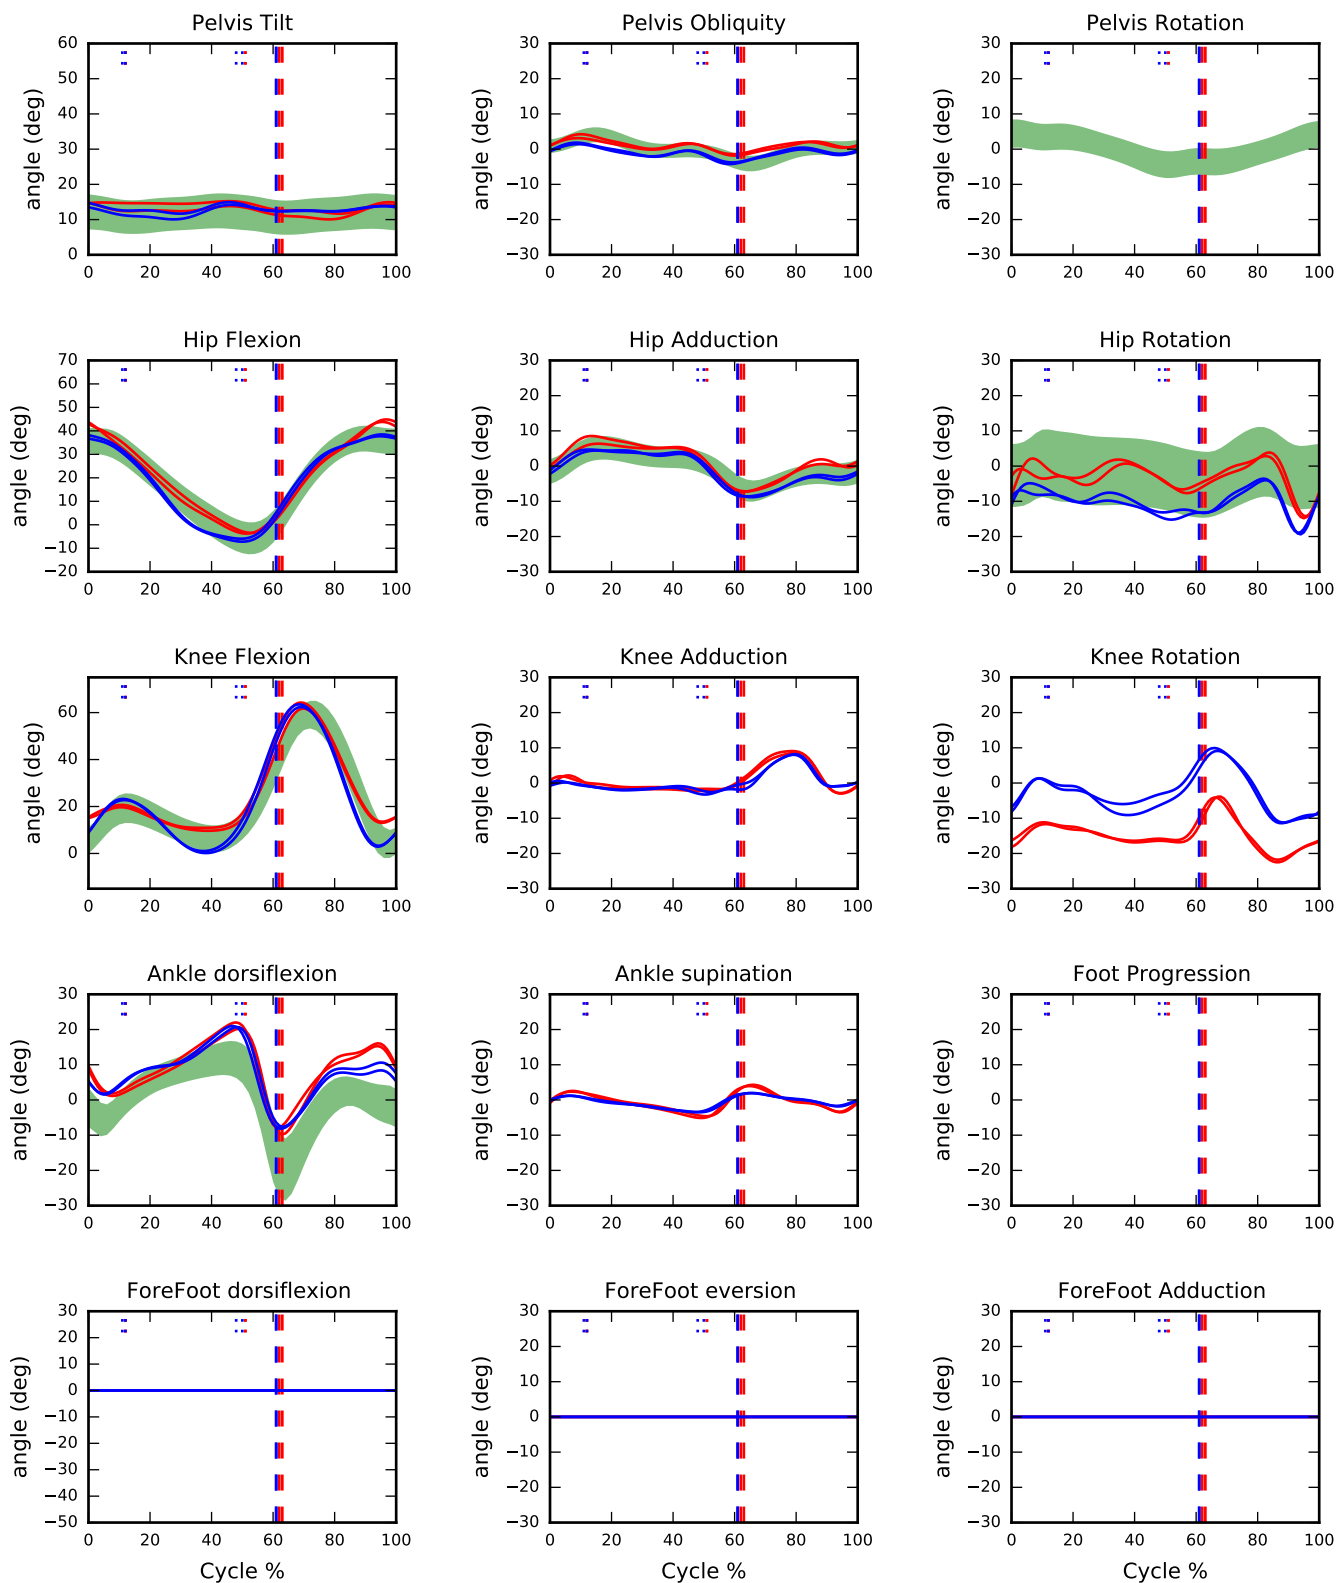 Pelvis Tilt
Pelvis Obliquity
Pelvis Rotation
angle (deg)
60
50
40
30
20
10
0
0 20 40 60 80 100
angle (deg)
30
20
10
0
−10
−20
−30
0 20 40 60 80 100
angle (deg)
30
20
10
0
−10
−20
−30
0 20 40 60 80 100
Hip Flexion
Hip Adduction
Hip Rotation
angle (deg)
70
60
50
40
30
20
10
0
−10
−20
0 20 40 60 80 100
angle (deg)
30
20
10
0
−10
−20
−30
0 20 40 60 80 100
angle (deg)
30
20
10
0
−10
−20
−30
0 20 40 60 80 100
Knee Flexion
Knee Adduction
Knee Rotation
angle (deg)
60
40
20
0
0 20 40 60 80 100
angle (deg)
30
20
10
0
−10
−20
−30
0 20 40 60 80 100
angle (deg)
30
20
10
0
−10
−20
−30
0 20 40 60 80 100
Ankle dorsiflexion
Ankle supination
Foot Progression
angle (deg)
30
20
10
0
−10
−20
−30
0 20 40 60 80 100
angle (deg)
30
20
10
0
−10
−20
−30
0 20 40 60 80 100
angle (deg)
30
20
10
0
−10
−20
−30
0 20 40 60 80 100
ForeFoot dorsiflexion
ForeFoot eversion
ForeFoot Adduction
angle (deg)
30
20
10
0
−10
−20
−30
−40
−50
0 20 40 60 80 100
Cycle %
angle (deg)
30
20
10
0
−10
−20
−30
0 20 40 60 80 100
Cycle %
angle (deg)
30
20
10
0
−10
−20
−30
0 20 40 60 80 100
Cycle %